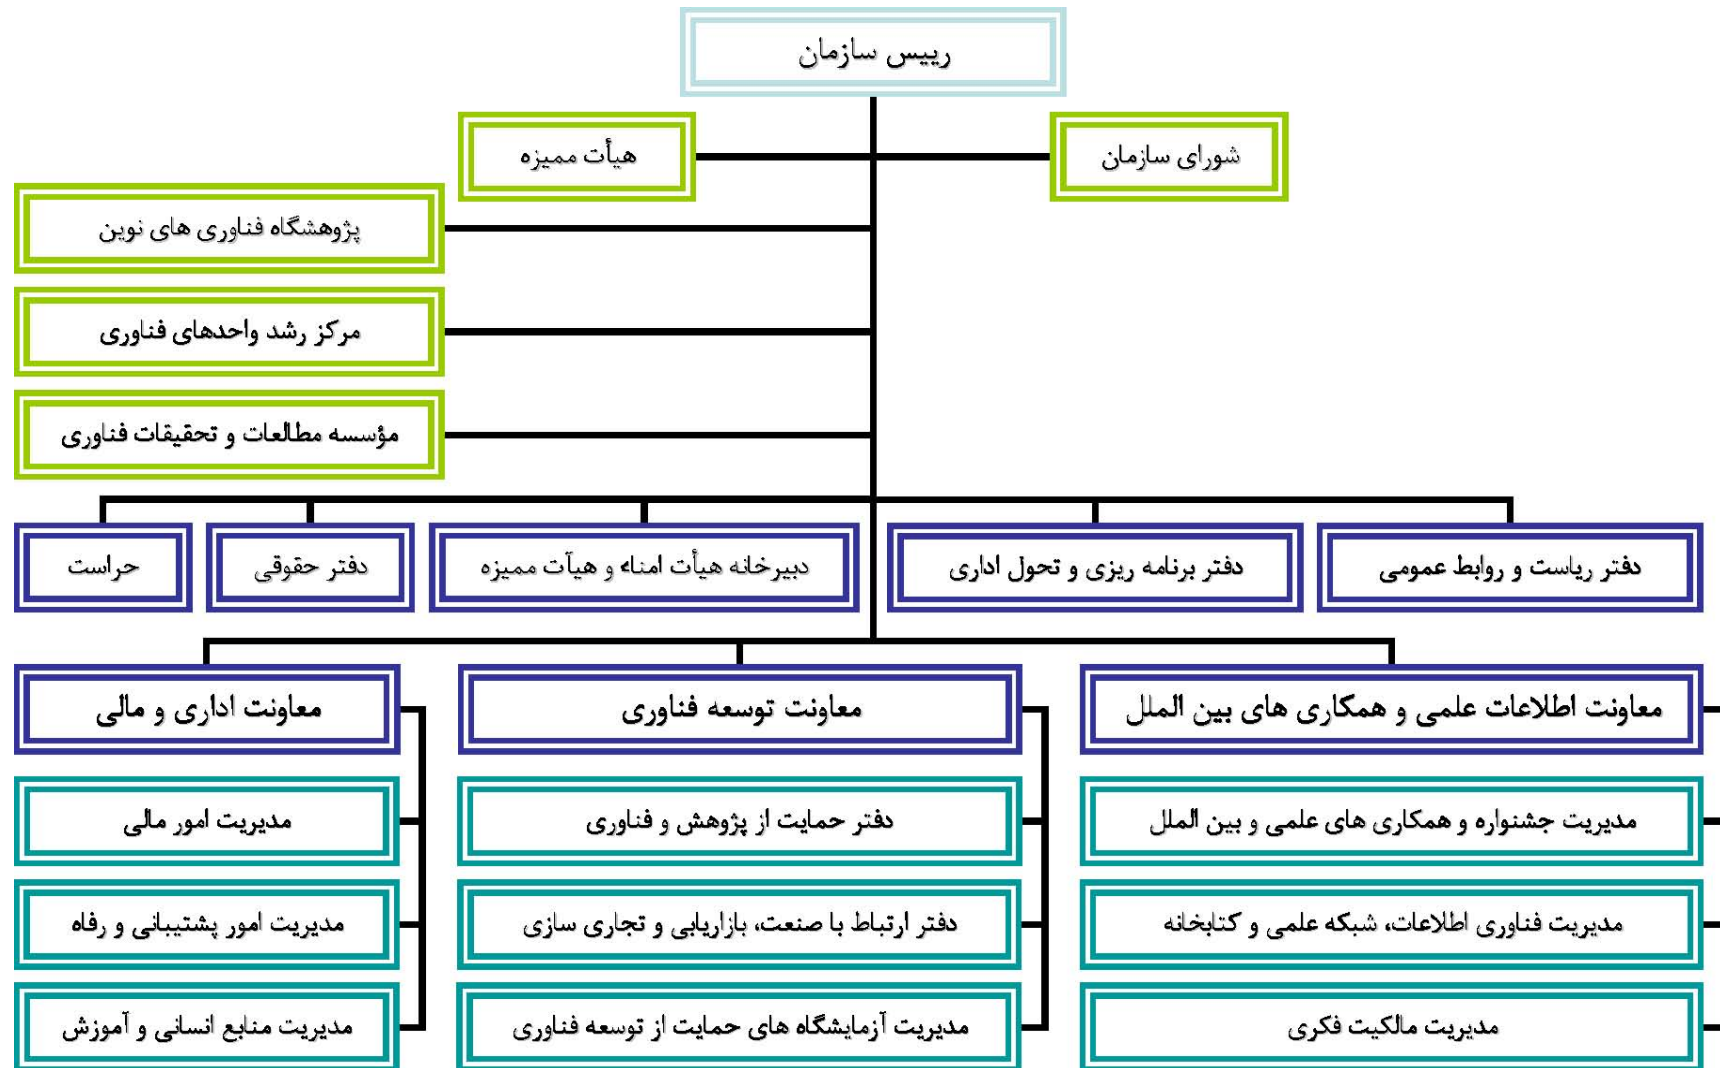 رییس سازمان
شورای سازمان
هیأت ممیزه
پژوهشگاه فناوری های نوین
مرکز رشد واحدهای فناوری
مؤسسه مطالعات و تحقیقات فناوری
دفتر ریاست و روابط عمومی
دفتر برنامه ریزی و تحول اداری
دبیرخانه هیأت امناء و هیآت ممیزه
دفتر حقوقی
حراست
معاونت اطلاعات علمی و همکاری های بین الملل
معاونت توسعه فناوری
معاونت اداری و مالی
مدیریت جشنواره و همکاری های علمی و بین الملل
دفتر حمایت از پژوهش و فناوری
مدیریت امور مالی
مدیریت فناوری اطلاعات، شبکه علمی و کتابخانه
دفتر ارتباط با صنعت، بازاریابی و تجاری سازی
مدیریت امور پشتیبانی و رفاه
مدیریت مالکیت فکری
مدیریت آزمایشگاه های حمایت از توسعه فناوری
مدیریت منابع انسانی و آموزش